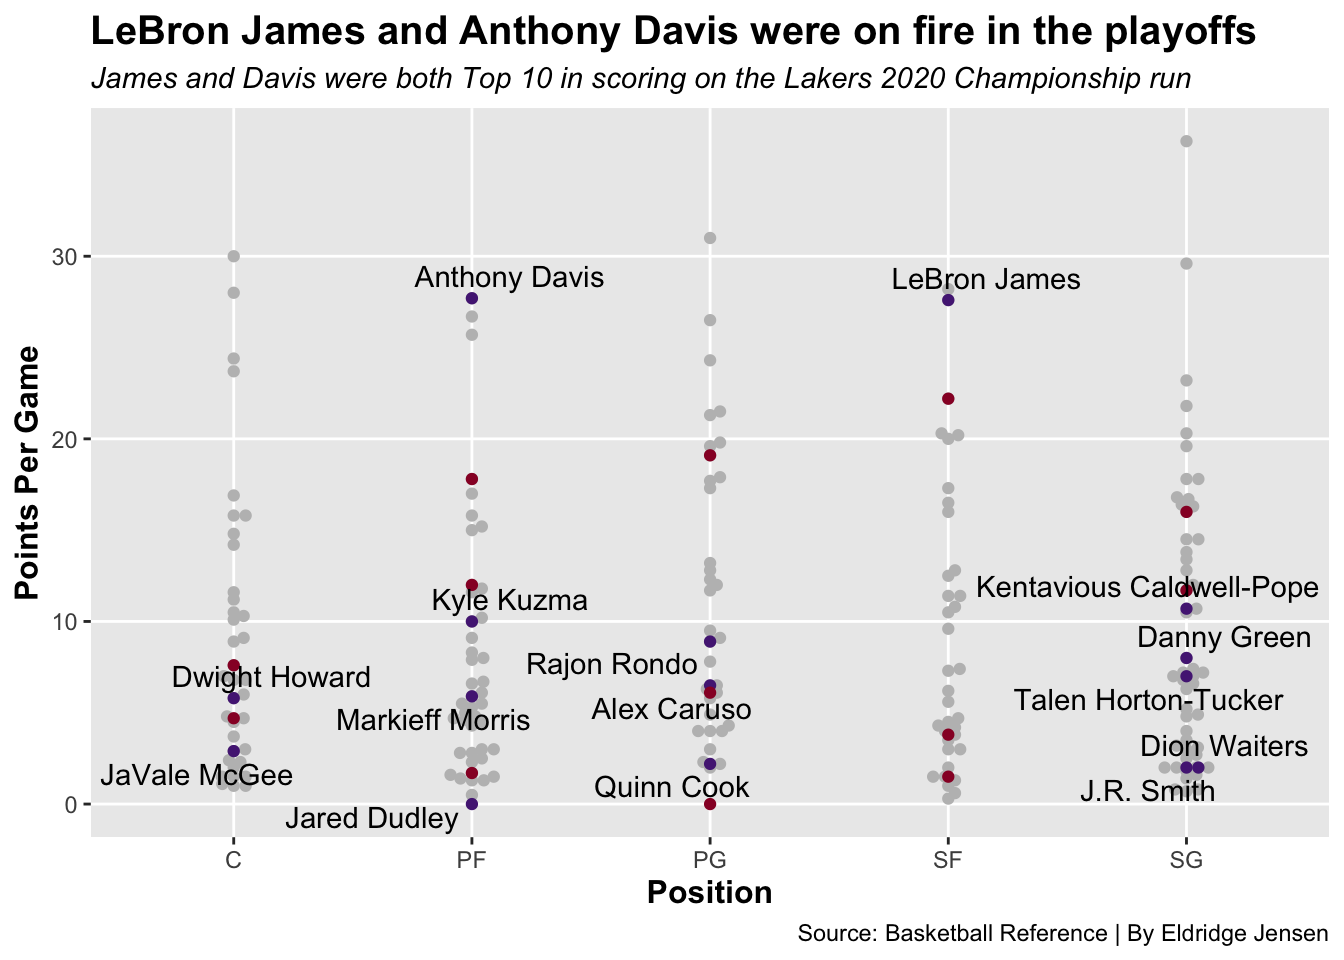 LeBron James and Anthony Davis were on fire in the playoffs
James and Davis were both Top 10 in scoring on the Lakers 2020 Championship run
Points Per Game
30
20
10
0
Anthony Davis
LeBron James
Kentavious Caldwell-Pope
Kyle Kuzma
Danny Green
Rajon Rondo
Dwight Howard
Talen Horton-Tucker
Alex Caruso
Markieff Morris
Dion Waiters
JaVale McGee
Quinn Cook
J.R. Smith
Jared Dudley
C
PF
PG
SF
SG
Position
Source: Basketball Reference | By Eldridge Jensen